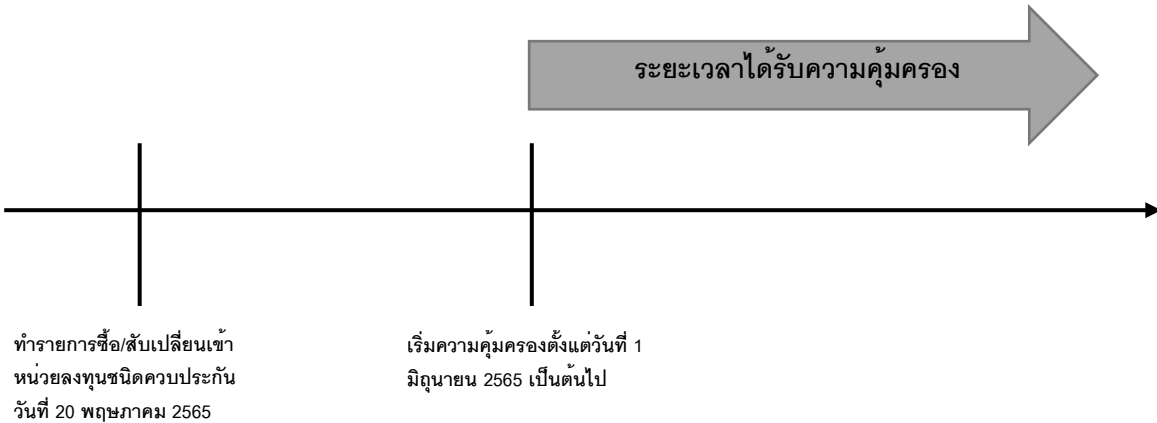 ระยะเวลาได้รับความคุ้มครอง
ทำรายการซื้อ/สับเปลี่ยนเข้า
หน่วยลงทุนชนิดควบประกัน
วันที่ 20 พฤษภาคม 2565
เริ่มความคุ้มครองตั้งแต่วันที่ 1
มิถุนายน 2565 เป็นต้นไป